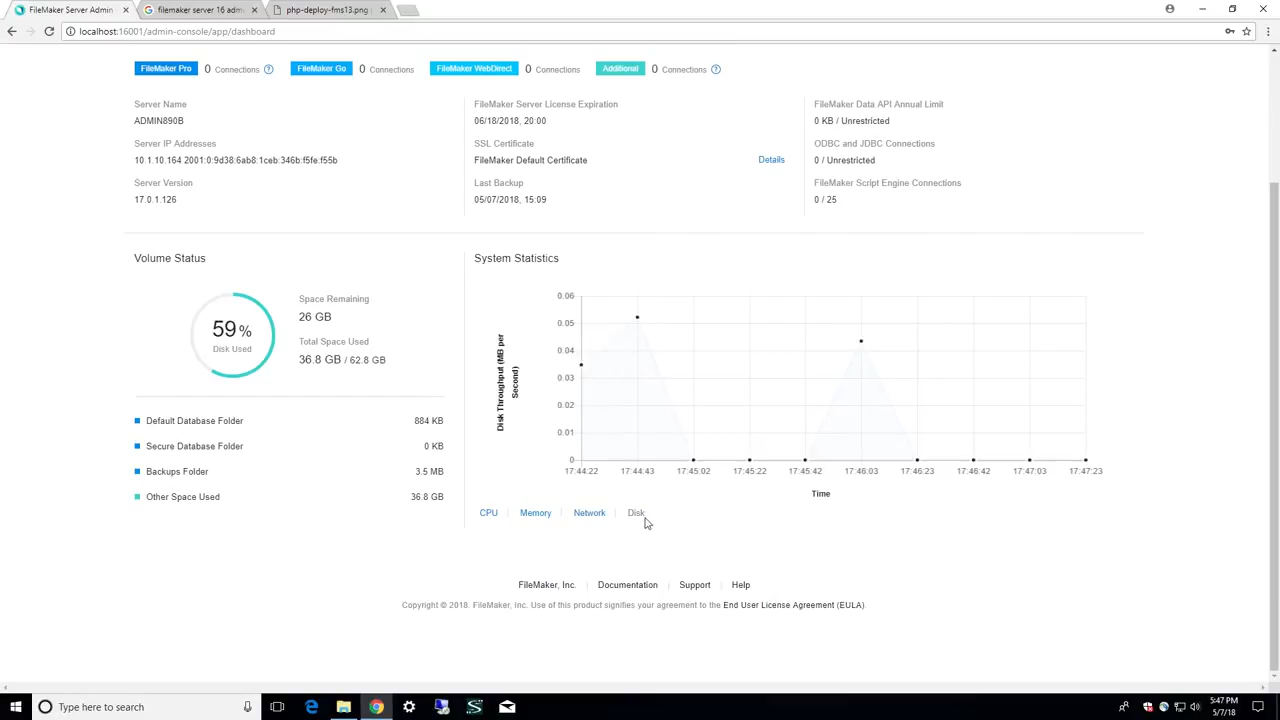 FileMaker Server Admin
filemaker server 16 adm
php-deploy-fms13.png
localhost:16001/admin-console/app/dashboard
FileMaker Pro 0 Connections ? FileMaker Go 0 Connections FileMaker WebDirect 0 Connections Additional 0 Connections ?
Server Name
ADMIN890B
Server IP Addresses
10.1.10.164 2001:0:9d38:6ab8:1ceb:346b:f5fe:f55b
Server Version
17.0.1.126
FileMaker Server License Expiration
06/18/2018, 20:00
SSL Certificate
FileMaker Default Certificate Details
Last Backup
05/07/2018, 15:09
FileMaker Data API Annual Limit
0 KB / Unrestricted
ODBC and JDBC Connections
0 / Unrestricted
FileMaker Script Engine Connections
0 / 25
Volume Status
59%
Disk Used
Space Remaining
26 GB
Total Space Used
36.8 GB / 62.8 GB
Default Database Folder 884 KB
Secure Database Folder 0 KB
Backups Folder 3.5 MB
Other Space Used 36.8 GB
System Statistics
Disk Throughput (MB per
Second)
0.06
0.05
0.04
0.03
0.02
0.01
0
17:44:22 17:44:43 17:45:02 17:45:22 17:45:42 17:46:03 17:46:23 17:46:42 17:47:03 17:47:23
Time
CPU Memory Network Disk
FileMaker, Inc. Documentation Support Help
Copyright © 2018. FileMaker, Inc. Use of this product signifies your agreement to the End User License Agreement (EULA).
Type here to search
5:47 PM
5/7/18